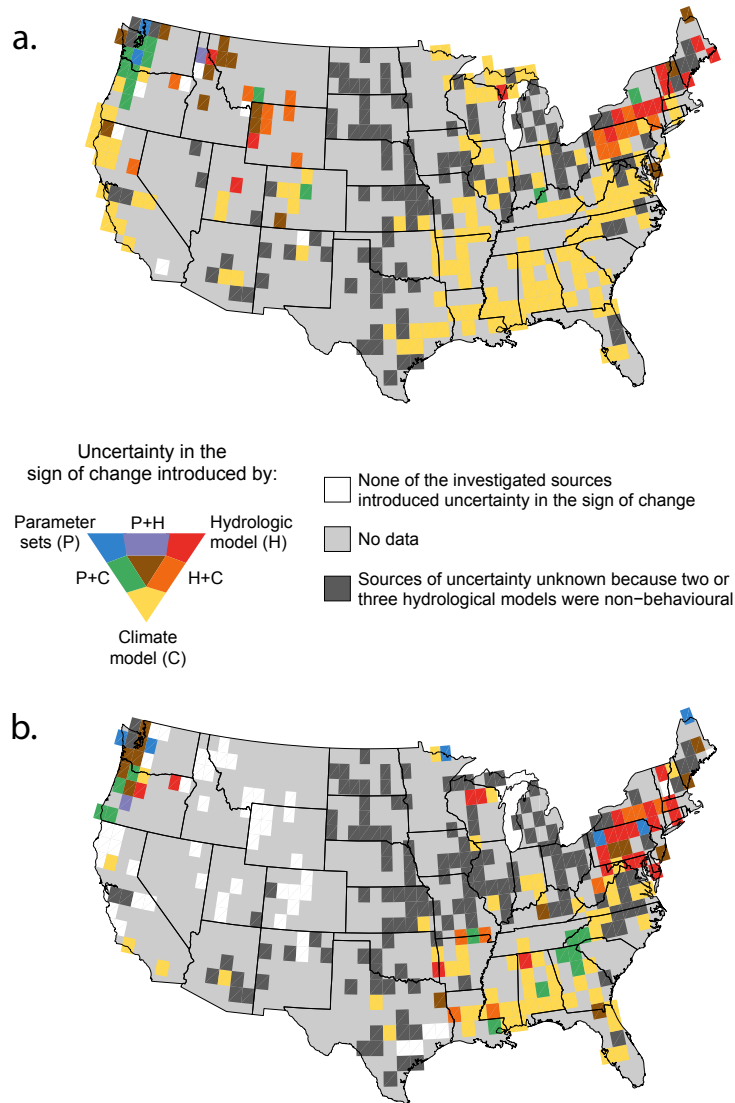 a.
Uncertainty in the
sign of change introduced by:
Parameter
sets (P)
P+H
Hydrologic
model (H)
P+C
H+C
Climate
model (C)
None of the investigated sources
introduced uncertainty in the sign of change
No data
Sources of uncertainty unknown because two or
three hydrological models were non−behavioural
b.